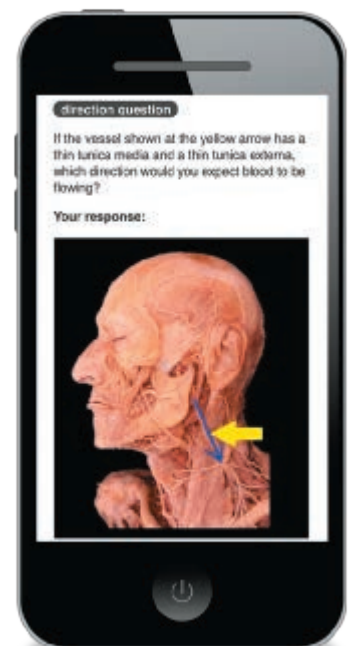 direction question
If the vessel shown at the yellow arrow has a
thin tunica media and a thin tunica externa,
which direction would you expect blood to be
flowing?
Your response: